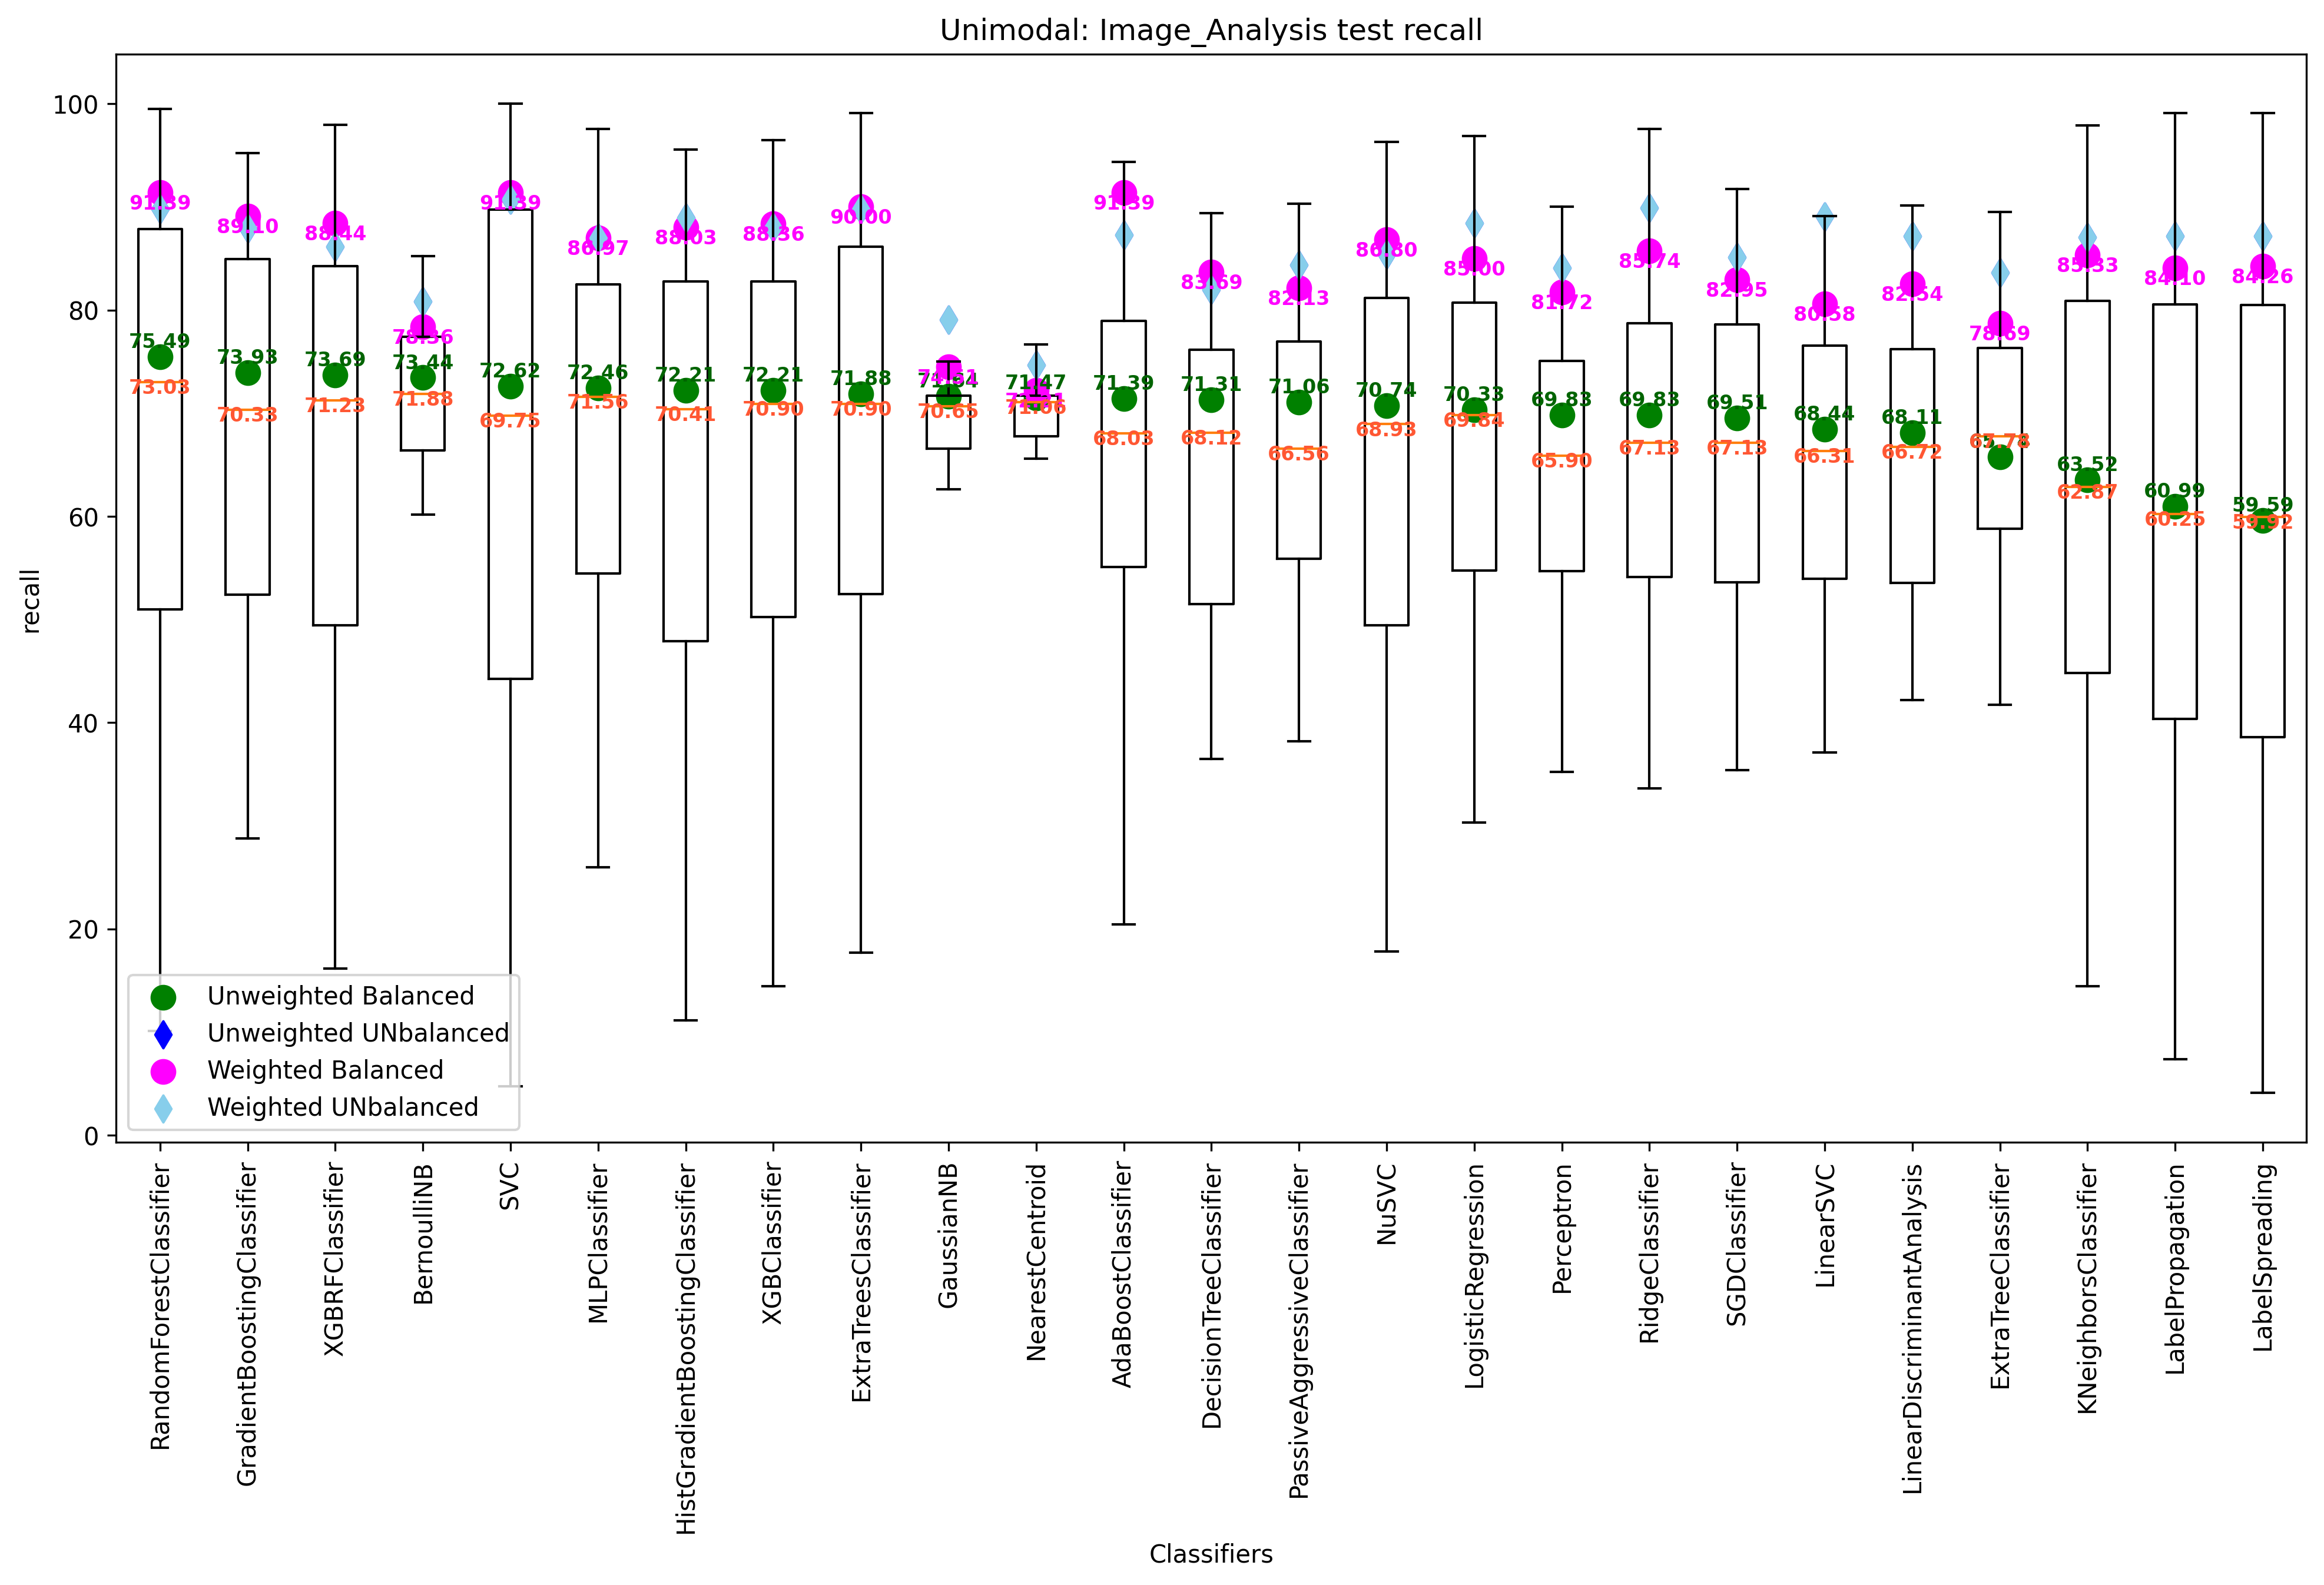 Unimodal: Image_Analysis test recall
recall
100
80
60
40
20
0
91.39
89.10
88.44
78.36
91.39
86.97
88.03
88.36
90.00
91.39
83.69
82.13
86.80
85.00
81.72
85.74
82.95
80.58
82.54
78.69
85.33
84.10
84.26
75.49
73.93
73.69
73.44
72.62
72.46
72.21
72.21
71.88
71.47
71.39
71.31
71.06
70.74
70.33
69.83
69.83
69.51
68.44
68.11
63.52
60.99
59.59
73.03
70.33
71.23
71.88
69.75
71.56
70.41
70.90
70.90
70.65
68.03
68.12
66.56
68.93
69.84
65.90
67.13
67.13
66.31
66.72
67.78
62.87
60.25
59.92
Unweighted Balanced
Unweighted UNbalanced
Weighted Balanced
Weighted UNbalanced
RandomForestClassifier
GradientBoostingClassifier
XGBRFClassifier
BernoulliNB
SVC
MLPClassifier
HistGradientBoostingClassifier
XGBClassifier
ExtraTreesClassifier
GaussianNB
NearestCentroid
AdaBoostClassifier
DecisionTreeClassifier
PassiveAggressiveClassifier
NuSVC
LogisticRegression
Perceptron
RidgeClassifier
SGDClassifier
LinearSVC
LinearDiscriminantAnalysis
ExtraTreeClassifier
KNeighborsClassifier
LabelPropagation
LabelSpreading
Classifiers